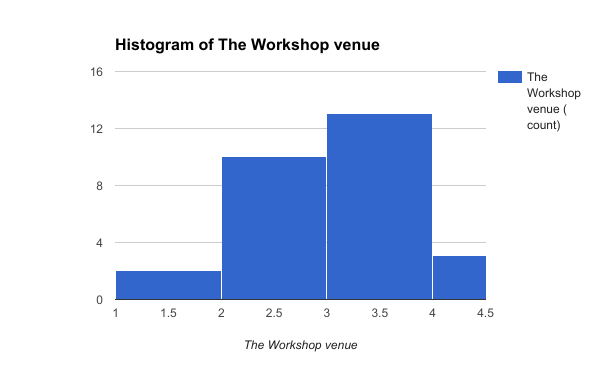 Histogram of The Workshop venue
16
12
8
4
0
1 1.5 2 2.5 3 3.5 4 4.5
The Workshop venue
The
Workshop
venue (
count)